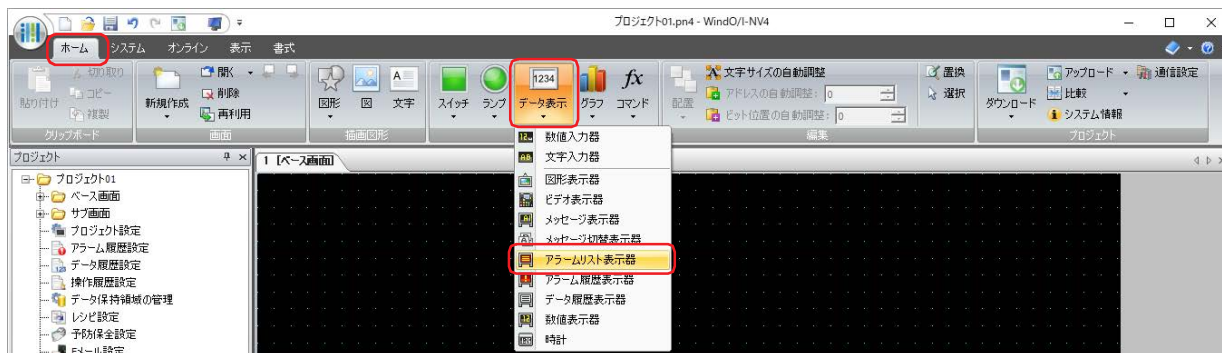 プロジェクト01.pn4 - WindO/I-NV4
ホーム システム オンライン 表示 書式
貼り付け 切り取り コピー 複製 クリップボード
新規作成 開く 削除 再利用 画面
図形 図 文字 描画図形
スイッチ ランプ データ表示 グラフ コマンド
1234
fx
配置 文字サイズの自動調整 アドレスの自動調整: 0 ビット位置の自動調整: 0 置換 選択 編集
ダウンロード アップロード 比較 システム情報 通信設定 プロジェクト
プロジェクト
1 [ベース画面]
プロジェクト01
ベース画面
サブ画面
プロジェクト設定
アラーム履歴設定
データ履歴設定
操作履歴設定
データ保持領域の管理
レシピ設定
予防保全設定
Eメール設定
数値入力器
文字入力器
図形表示器
ビデオ表示器
メッセージ表示器
メッセージ切替表示器
アラームリスト表示器
アラーム履歴表示器
データ履歴表示器
数値表示器
時計